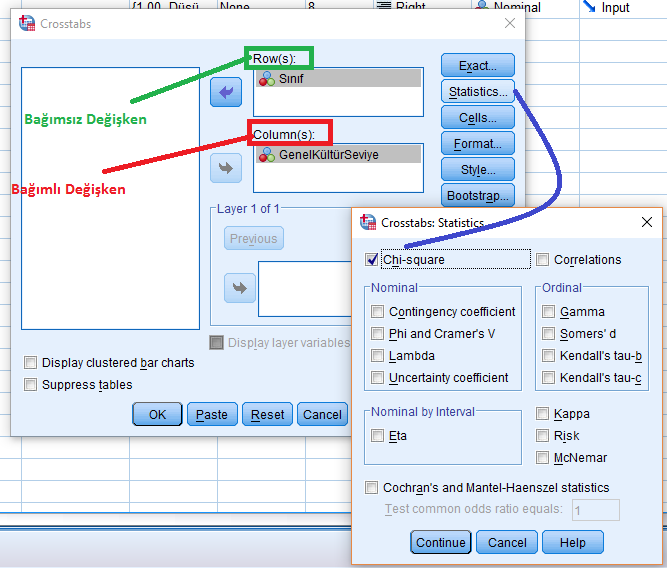 {1.00, Düşü... None 8 Right Nominal Input
Crosstabs
Row(s):
Sınıf
Bağımsız Değişken
Column(s):
GenelKültürSeviye
Bağımlı Değişken
Layer 1 of 1
Previous
Display layer variables
Display clustered bar charts
Suppress tables
OK Paste Reset Cancel
Exact...
Statistics...
Cells...
Format...
Style...
Bootstrap...
Crosstabs: Statistics
Chi-square Correlations
Nominal
Contingency coefficient
Phi and Cramer's V
Lambda
Uncertainty coefficient
Ordinal
Gamma
Somers' d
Kendall's tau-b
Kendall's tau-c
Nominal by Interval
Eta
Kappa
Risk
McNemar
Cochran's and Mantel-Haenszel statistics
Test common odds ratio equals: 1
Continue Cancel Help